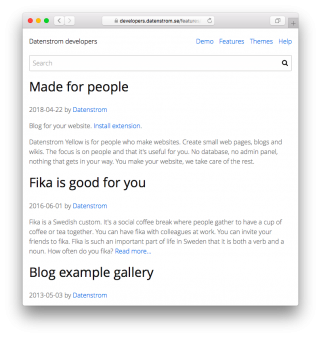 developers.datenstrom.se/features
Datenstrom developers
Demo Features Themes Help
Search
Made for people
2018-04-22 by Datenstrom
Blog for your website. Install extension.
Datenstrom Yellow is for people who make websites. Create small web pages, blogs and
wikis. The focus on people and that it's useful for you. No database, no admin panel,
nothing that gets in your way. You make your website, we take care of the rest.
Fika is good for you
2016-06-01 by Datenstrom
Fika is a Swedish custom. It's a social coffee break where people gather to have a cup of
coffee or tea together. You can have fika with colleagues at work. You can invite your
friends to fika. Fika is such an important part of life in Sweden that it is both a verb and a
noun. How often do you fika? Read more...
Blog example gallery
2013-05-03 by Datenstrom